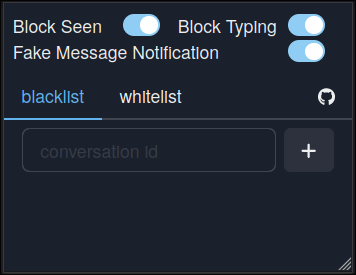 Block Seen Block Typing
Fake Message Notification
blacklist whitelist
conversation id
+